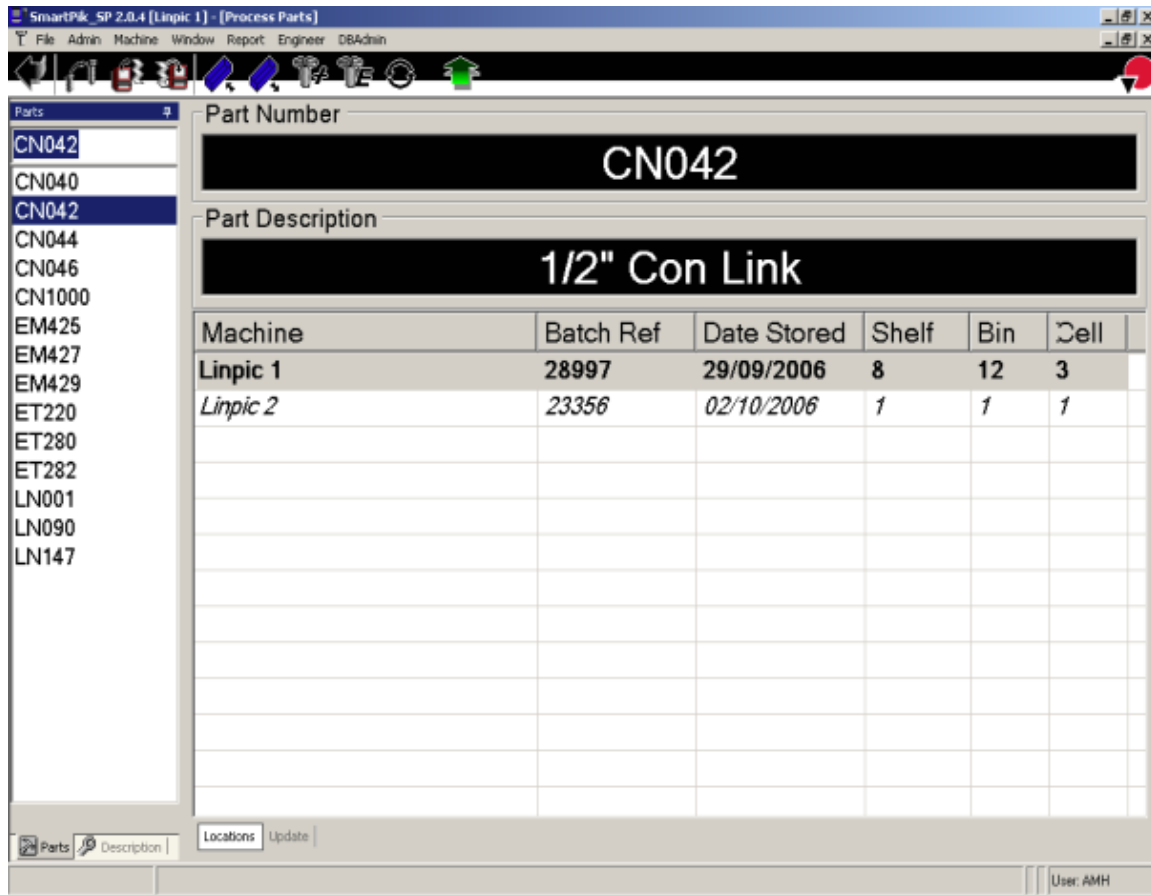 SmartPik_SP 2.0.4 [Linpic 1] - [Process Parts]
File Admin Machine Window Report Engineer DBAdmin
Parts
CN042
CN040
CN042
CN044
CN046
CN1000
EM425
EM427
EM429
ET220
ET280
ET282
LN001
LN090
LN147
Parts Description
Part Number
CN042
Part Description
1/2" Con Link
Machine Batch Ref Date Stored Shelf Bin Cell
Linpic 1 28997 29/09/2006 8 12 3
Linpic 2 23356 02/10/2006 1 1 1
Locations Update
User: AMH